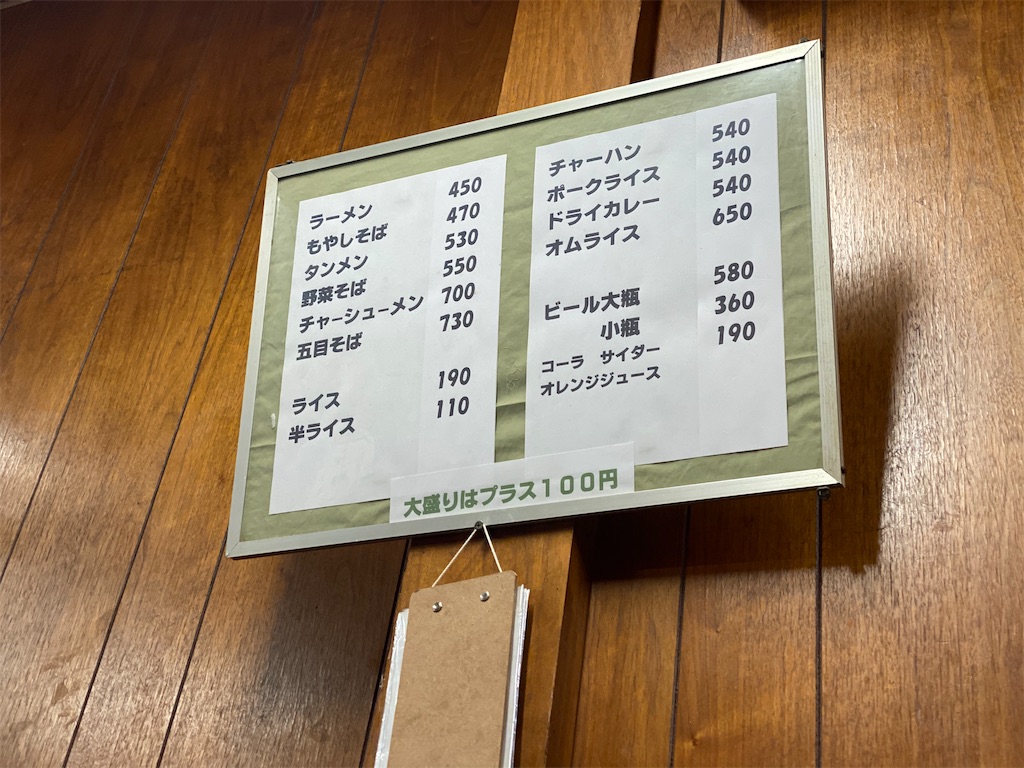 ラーメン 450
もやしそば 470
タンメン 530
野菜そば 550
チャーシューメン 700
五目そば 730
ライス 190
半ライス 110
チャーハン 540
ポークライス 540
ドライカレー 540
オムライス 650
ビール大瓶 580
小瓶 360
コーラ サイダー 190
オレンジジュース
大盛りはプラス100円